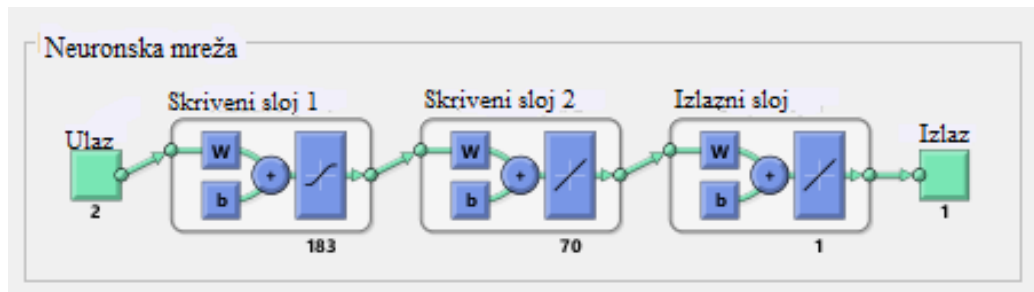 Neuronska mreža
Skriveni sloj 1
Skriveni sloj 2
Izlazni sloj
Ulaz
Izlaz
W
W
W
+
+
+
b
b
b
2
183
70
1
1